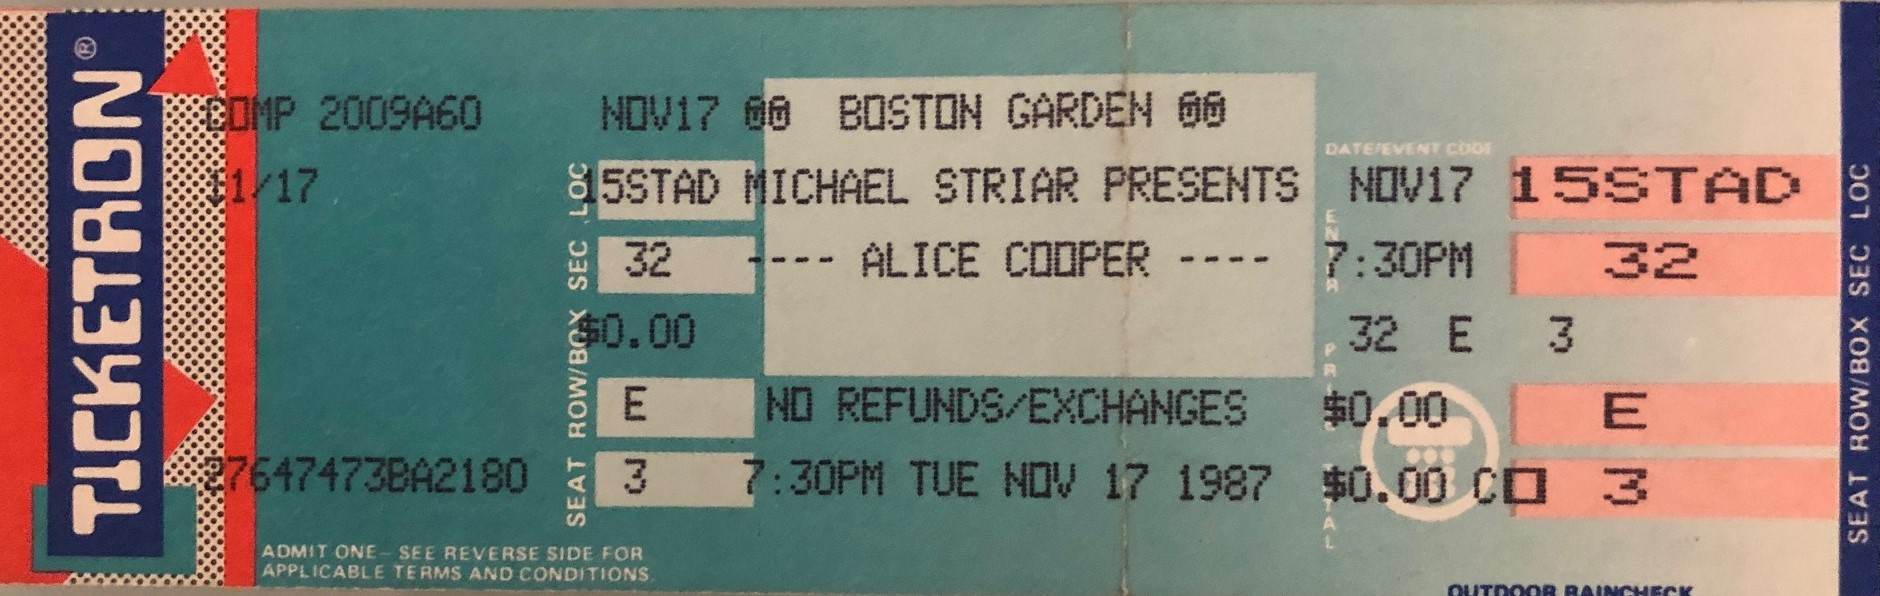 TICKETRON®
COMP 2009A60 NOV17 00 BOSTON GARDEN 00
DATE/EVENT CODE
11/17 15STAD MICHAEL STRIAR PRESENTS NOV17 15STAD
32 ---- ALICE COOPER ---- 7:30PM 32
$0.00 32 E 3
E NO REFUNDS/EXCHANGES $0.00 E
27647473BA2180 3 7:30PM TUE NOV 17 1987 $0.00 CO 3
SEAT ROW/BOX SEC LOC
SEAT ROW/BOX SEC LOC
ADMIT ONE – SEE REVERSE SIDE FOR
APPLICABLE TERMS AND CONDITIONS.
OUTDOOR RAINCHECK